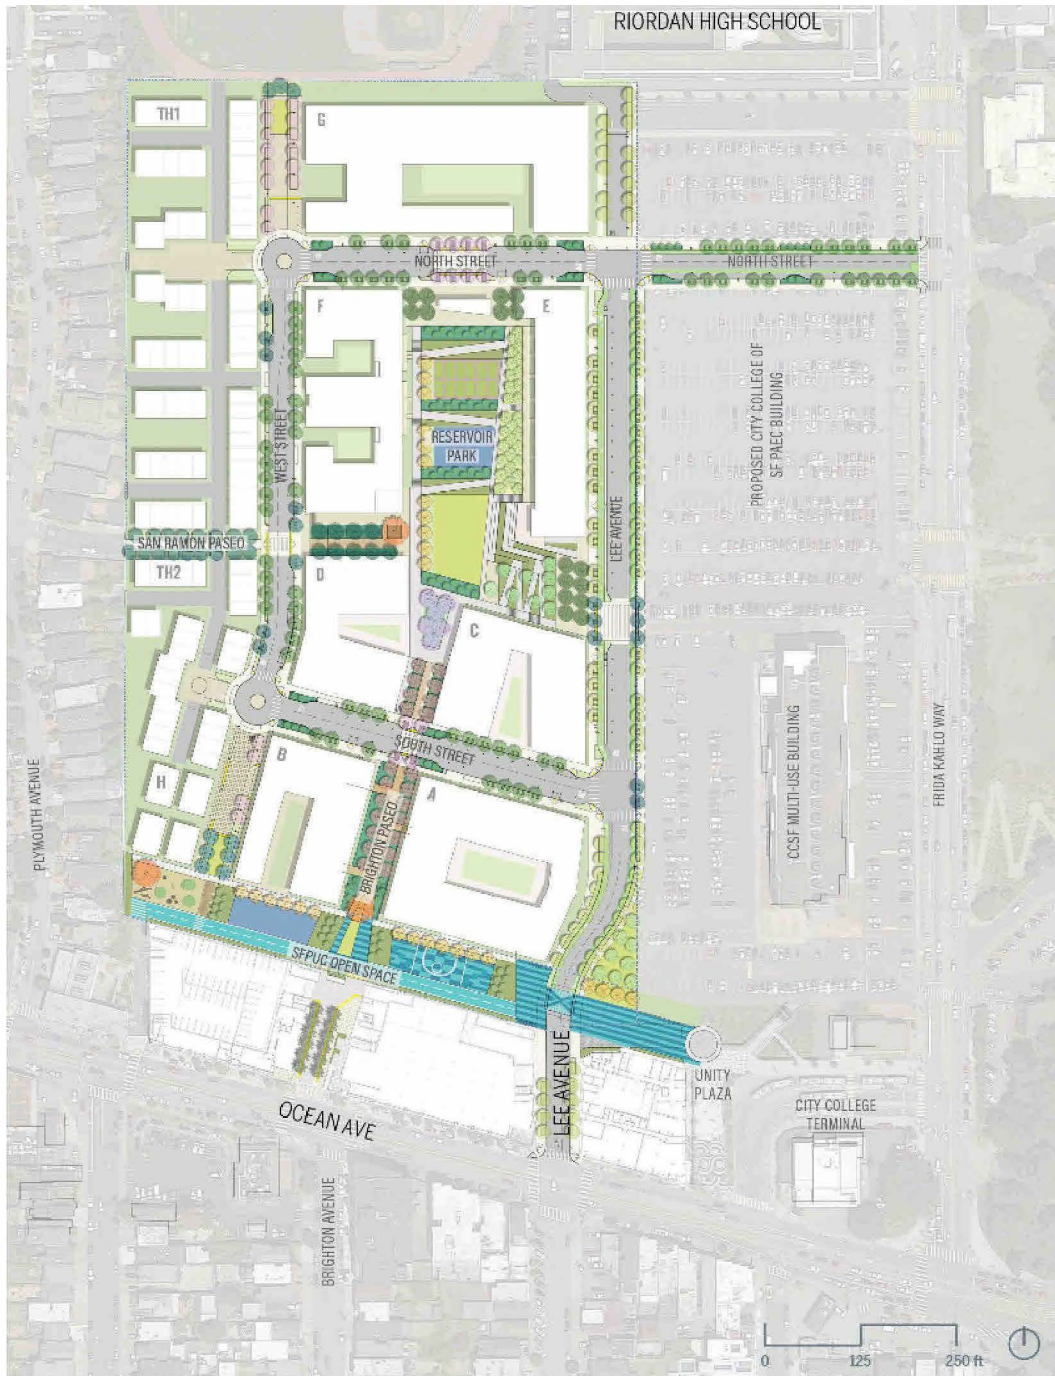 RIORDAN HIGH SCHOOL
TH1
G
NORTH STREET
NORTH STREET
F
E
WEST STREET
RESERVOIR
PARK
LEE AVENUE
PROPOSED CITY COLLEGE OF
SF PAEC BUILDING
SAN RAMON PASEO
TH2
D
C
SOUTH STREET
B
A
H
BRIGHTON PASEO
PLYMOUTH AVENUE
CCSF MULTI-USE BUILDING
FRIDA KAHLO WAY
SFPUC OPEN SPACE
LEE AVENUE
UNITY
PLAZA
OCEAN AVE
CITY COLLEGE
TERMINAL
BRIGHTON AVENUE
0
125
250 ft